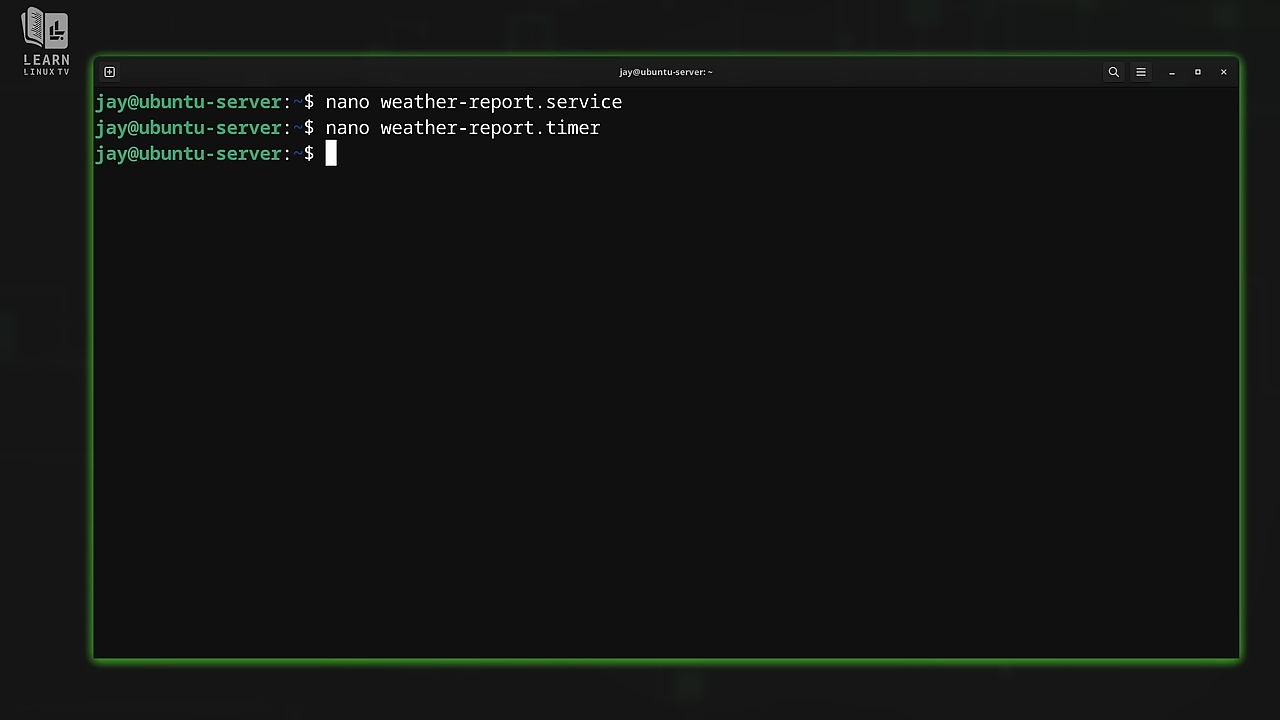 LEARN
LINUX TV
jay@ubuntu-server: ~
jay@ubuntu-server:~$ nano weather-report.service
jay@ubuntu-server:~$ nano weather-report.timer
jay@ubuntu-server:~$